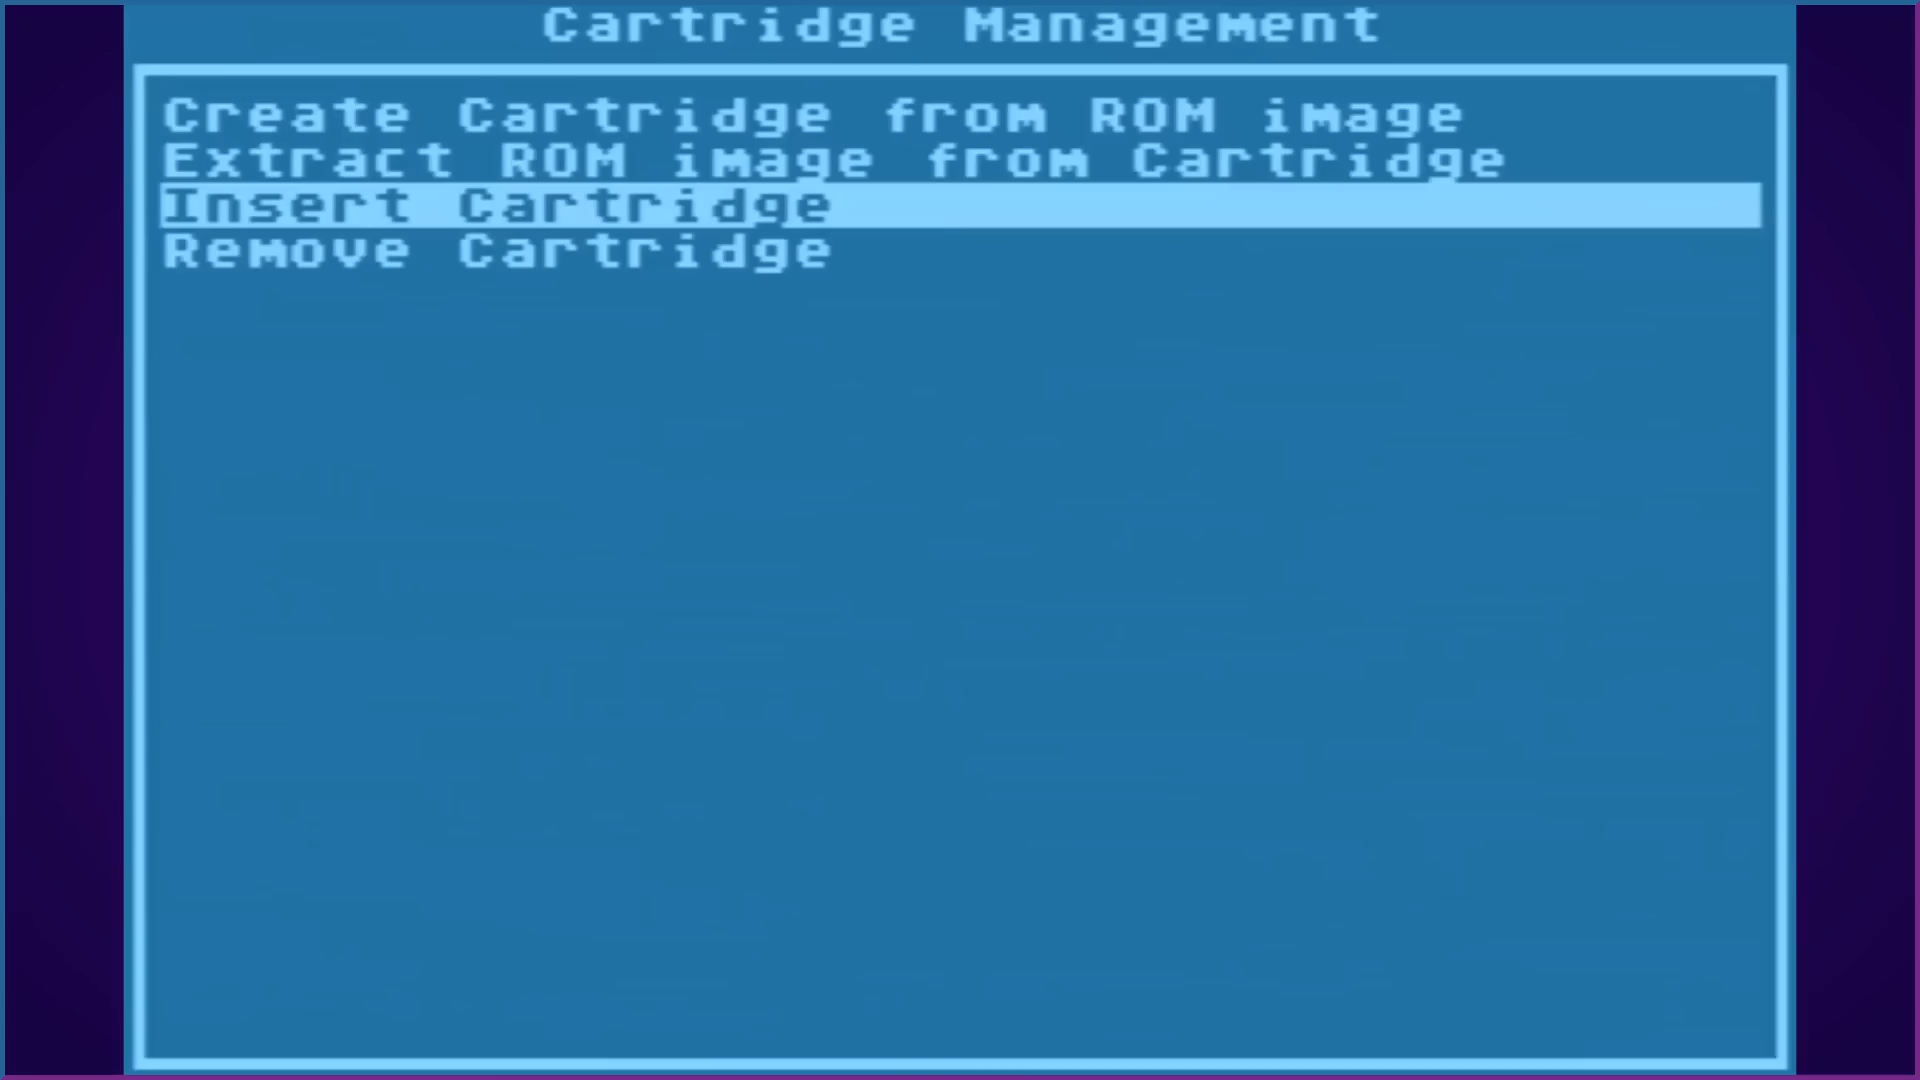 Cartridge Management
Create Cartridge from ROM image
Extract ROM image from Cartridge
Insert Cartridge
Remove Cartridge